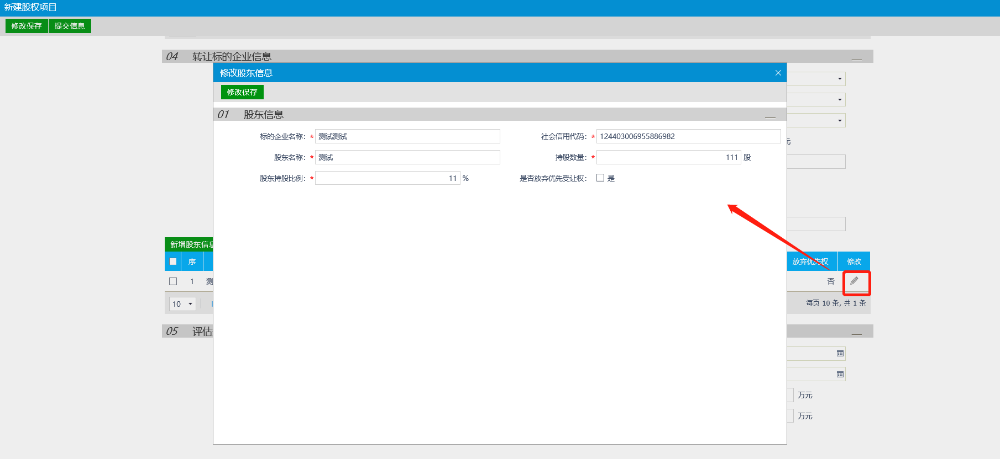 新建股权项目
修改保存 提交信息
04 转让标的企业信息
修改股东信息
修改保存
01 股东信息
标的企业名称: * 测试测试 社会信用代码: * 124403006955886982
元
股东名称: * 测试 持股数量: * 111 股
股东持股比例: * 11 % 是否放弃优先受让权: 是
新增股东信息
序 放弃优先权 修改
1 测 否
10 每页 10 条, 共 1 条
05 评估
万元
万元